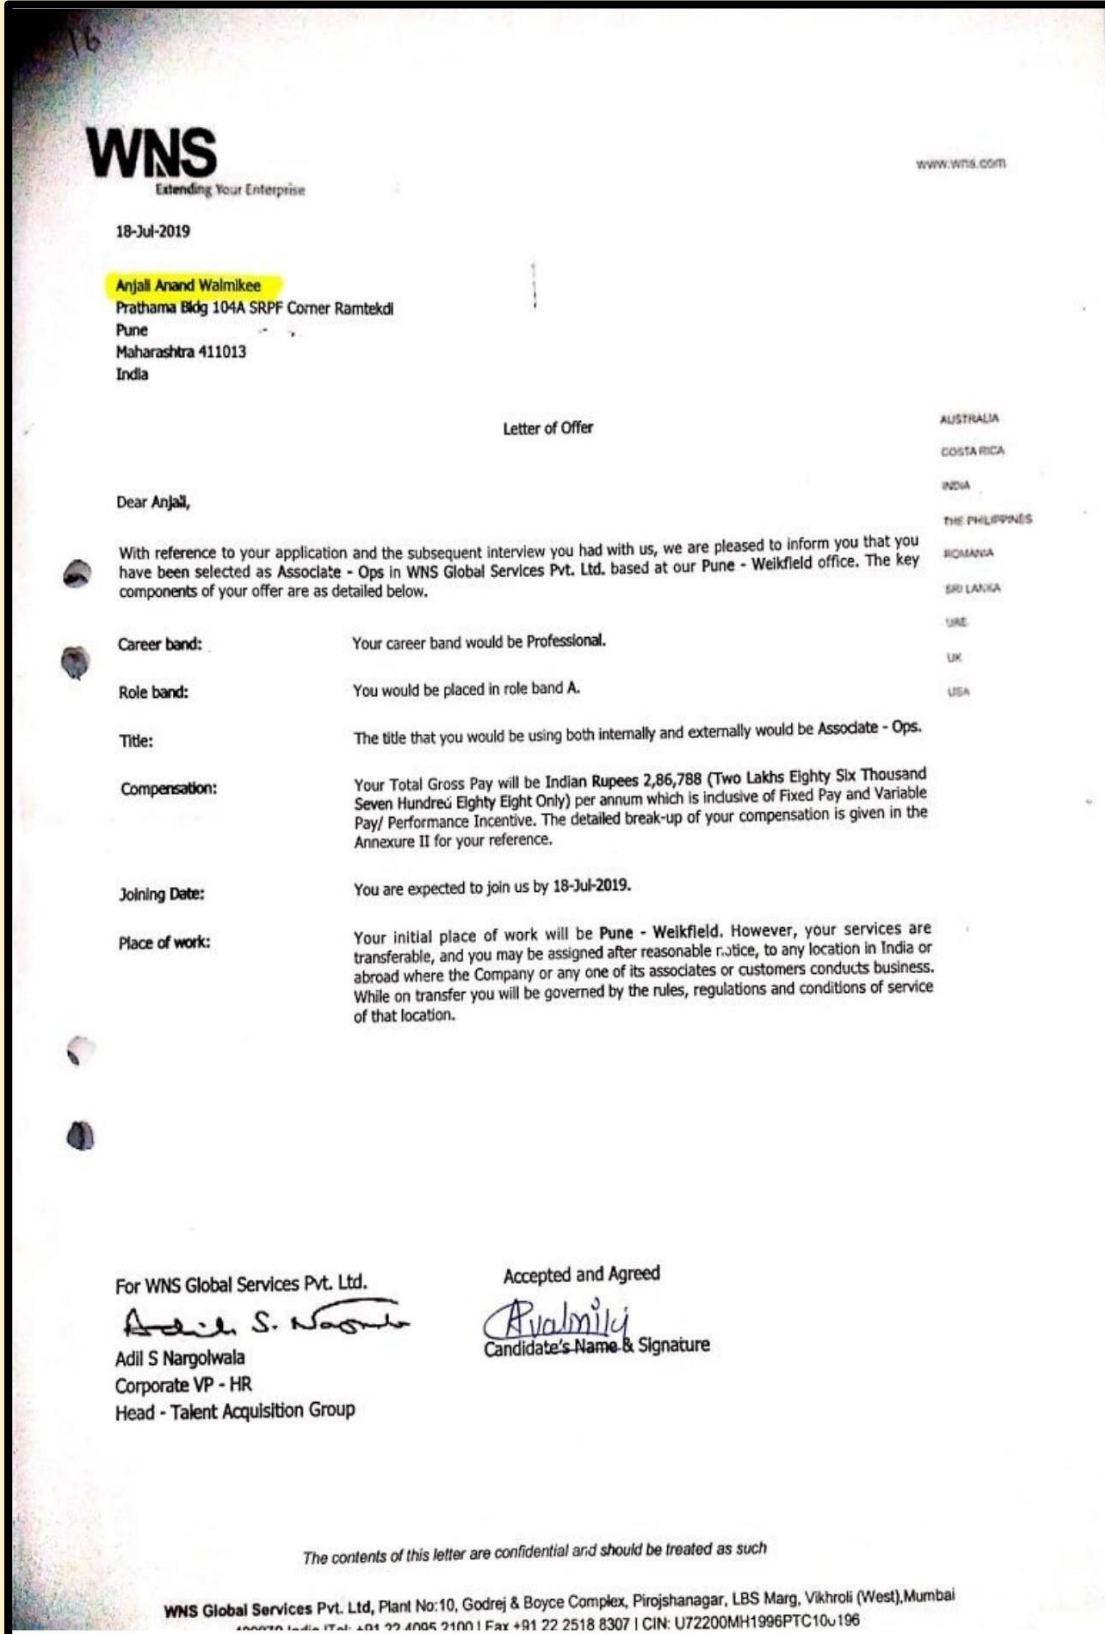 16
WNS
Extending Your Enterprise
www.wns.com
18-Jul-2019
Anjali Anand Walmikee
Prathama Bldg 104A SRPF Corner Ramtekdi
Pune
Maharashtra 411013
India
Letter of Offer
AUSTRALIA
COSTA RICA
INDIA
THE PHILIPPINES
ROMANIA
SRI LANKA
UAE
UK
USA
Dear Anjali,
With reference to your application and the subsequent interview you had with us, we are pleased to inform you that you
have been selected as Associate - Ops in WNS Global Services Pvt. Ltd. based at our Pune - Weikfield office. The key
components of your offer are as detailed below.
Career band: Your career band would be Professional.
Role band: You would be placed in role band A.
Title: The title that you would be using both internally and externally would be Associate - Ops.
Compensation: Your Total Gross Pay will be Indian Rupees 2,86,788 (Two Lakhs Eighty Six Thousand
Seven Hundred Eighty Eight Only) per annum which is inclusive of Fixed Pay and Variable
Pay/ Performance Incentive. The detailed break-up of your compensation is given in the
Annexure II for your reference.
Joining Date: You are expected to join us by 18-Jul-2019.
Place of work: Your initial place of work will be Pune - Weikfield. However, your services are
transferable, and you may be assigned after reasonable notice, to any location in India or
abroad where the Company or any one of its associates or customers conducts business.
While on transfer you will be governed by the rules, regulations and conditions of service
of that location.
For WNS Global Services Pvt. Ltd.
Adil S Nargolwala
Corporate VP - HR
Head - Talent Acquisition Group
Accepted and Agreed
Candidate's Name & Signature
The contents of this letter are confidential and should be treated as such
WNS Global Services Pvt. Ltd, Plant No:10, Godrej & Boyce Complex, Pirojshanagar, LBS Marg, Vikhroli (West),Mumbai
India |Tel: +91 22 4095 2100 | Fax +91 22 2518 8307 | CIN: